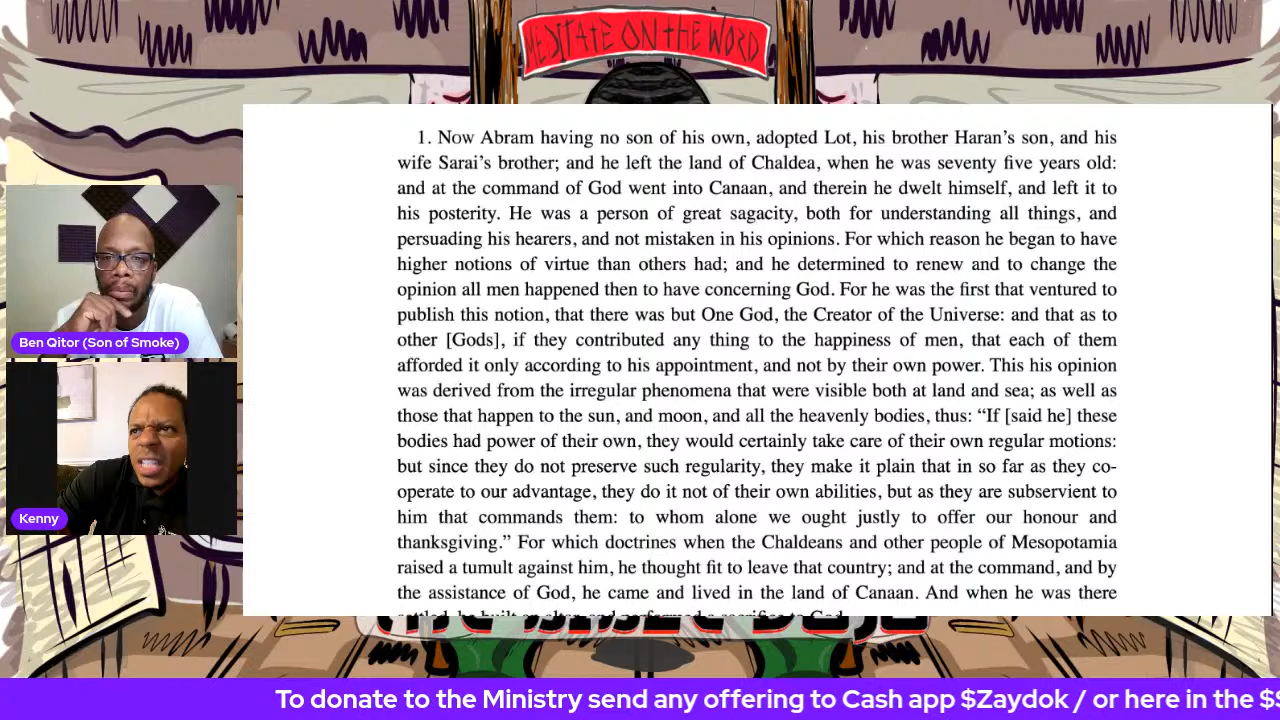 MEDITATE ON THE WORD
1. NOW Abram having no son of his own, adopted Lot, his brother Haran’s son, and his
wife Sarai’s brother; and he left the land of Chaldea, when he was seventy five years old:
and at the command of God went into Canaan, and therein he dwelt himself, and left it to
his posterity. He was a person of great sagacity, both for understanding all things, and
persuading his hearers, and not mistaken in his opinions. For which reason he began to have
higher notions of virtue than others had; and he determined to renew and to change the
opinion all men happened then to have concerning God. For he was the first that ventured to
publish this notion, that there was but One God, the Creator of the Universe: and that as to
other [Gods], if they contributed any thing to the happiness of men, that each of them
afforded it only according to his appointment, and not by their own power. This his opinion
was derived from the irregular phenomena that were visible both at land and sea; as well as
those that happen to the sun, and moon, and all the heavenly bodies, thus: “If [said he] these
bodies had power of their own, they would certainly take care of their own regular motions:
but since they do not preserve such regularity, they make it plain that in so far as they co-
operate to our advantage, they do it not of their own abilities, but as they are subservient to
him that commands them: to whom alone we ought justly to offer our honour and
thanksgiving.” For which doctrines when the Chaldeans and other people of Mesopotamia
raised a tumult against him, he thought fit to leave that country; and at the command, and by
the assistance of God, he came and lived in the land of Canaan. And when he was there
settled, he built an altar, and performed a sacrifice to God.
Ben Qitor (Son of Smoke)
Kenny
To donate to the Ministry send any offering to Cash app $Zaydok / or here in the